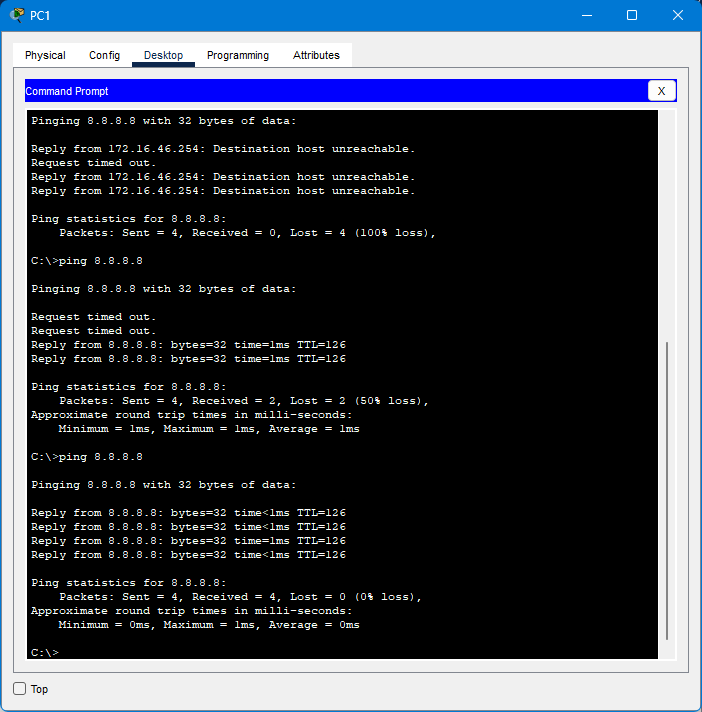 PC1
Physical Config Desktop Programming Attributes
Command Prompt X
Pinging 8.8.8.8 with 32 bytes of data:
Reply from 172.16.46.254: Destination host unreachable.
Request timed out.
Reply from 172.16.46.254: Destination host unreachable.
Reply from 172.16.46.254: Destination host unreachable.
Ping statistics for 8.8.8.8:
Packets: Sent = 4, Received = 0, Lost = 4 (100% loss),
C:\>ping 8.8.8.8
Pinging 8.8.8.8 with 32 bytes of data:
Request timed out.
Request timed out.
Reply from 8.8.8.8: bytes=32 time=1ms TTL=126
Reply from 8.8.8.8: bytes=32 time=1ms TTL=126
Ping statistics for 8.8.8.8:
Packets: Sent = 4, Received = 2, Lost = 2 (50% loss),
Approximate round trip times in milli-seconds:
Minimum = 1ms, Maximum = 1ms, Average = 1ms
C:\>ping 8.8.8.8
Pinging 8.8.8.8 with 32 bytes of data:
Reply from 8.8.8.8: bytes=32 time<1ms TTL=126
Reply from 8.8.8.8: bytes=32 time<1ms TTL=126
Reply from 8.8.8.8: bytes=32 time=1ms TTL=126
Reply from 8.8.8.8: bytes=32 time<1ms TTL=126
Ping statistics for 8.8.8.8:
Packets: Sent = 4, Received = 4, Lost = 0 (0% loss),
Approximate round trip times in milli-seconds:
Minimum = 0ms, Maximum = 1ms, Average = 0ms
C:\>
Top